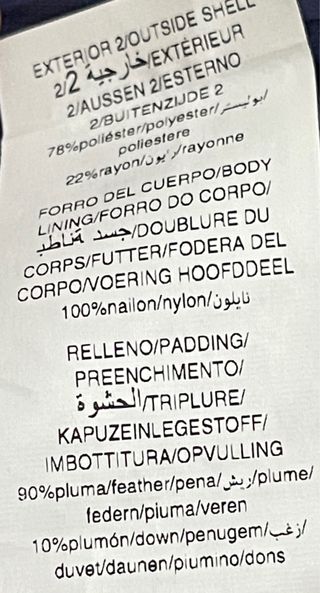 EXTERIOR 2/OUTSIDE SHELL
2/خارجية 2/EXTÉRIEUR
2/AUSSEN 2/ESTERNO
2/BUITENZIJDE 2
78%poliéster/polyester/بوليستر/
poliestere
22%rayon/رايون/rayonne
FORRO DEL CUERPO/BODY
LINING/FORRO DO CORPO/
جسد بطانة/DOUBLURE DU
CORPS/FUTTER/FODERA DEL
CORPO/VOERING HOOFDDEEL
100%nailon/nylon/نايلون
RELLENO/PADDING/
PREENCHIMENTO/
الحشوة/TRIPLURE/
KAPUZEINLEGESTOFF/
IMBOTTITURA/OPVULLING
90%pluma/feather/pena/ريش/plume/
federn/piuma/veren
10%plumón/down/penugem/زغب/
duvet/daunen/piumino/dons